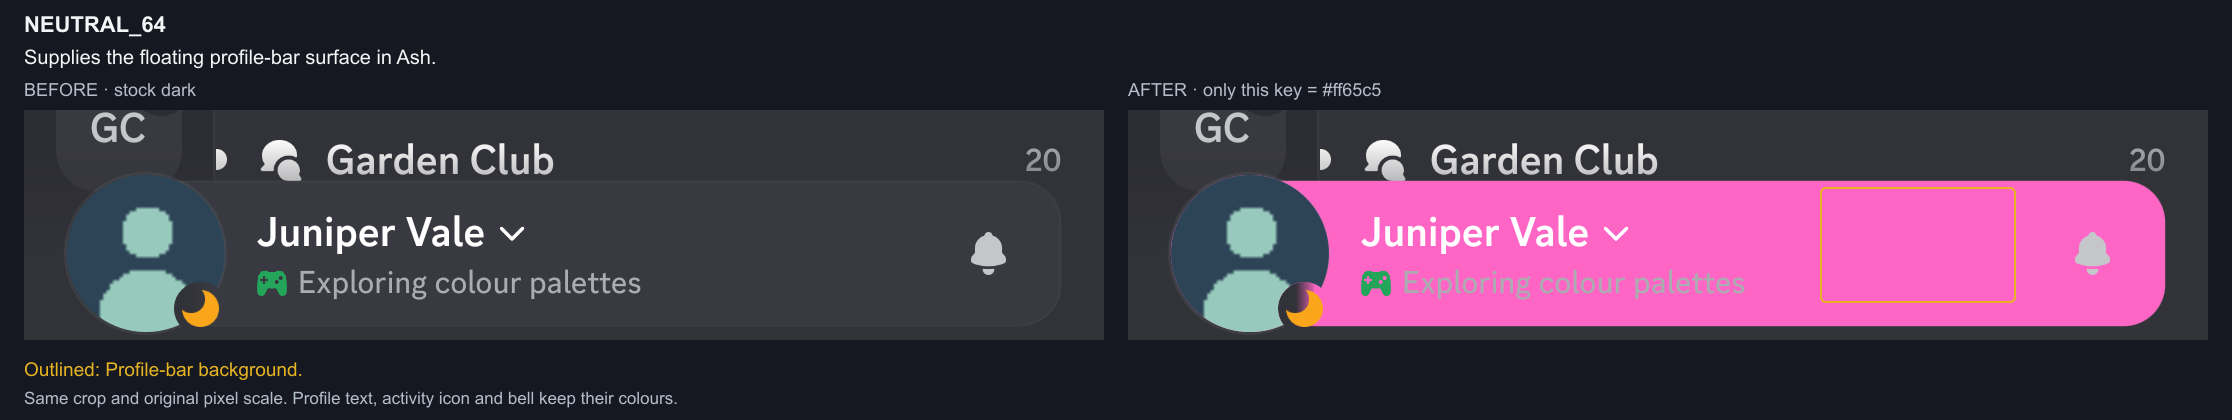 NEUTRAL_64
Supplies the floating profile-bar surface in Ash.
BEFORE · stock dark
GC
Garden Club
20
Juniper Vale
Exploring colour palettes
AFTER · only this key = #ff65c5
GC
Garden Club
20
Juniper Vale
Exploring colour palettes
Outlined: Profile-bar background.
Same crop and original pixel scale. Profile text, activity icon and bell keep their colours.